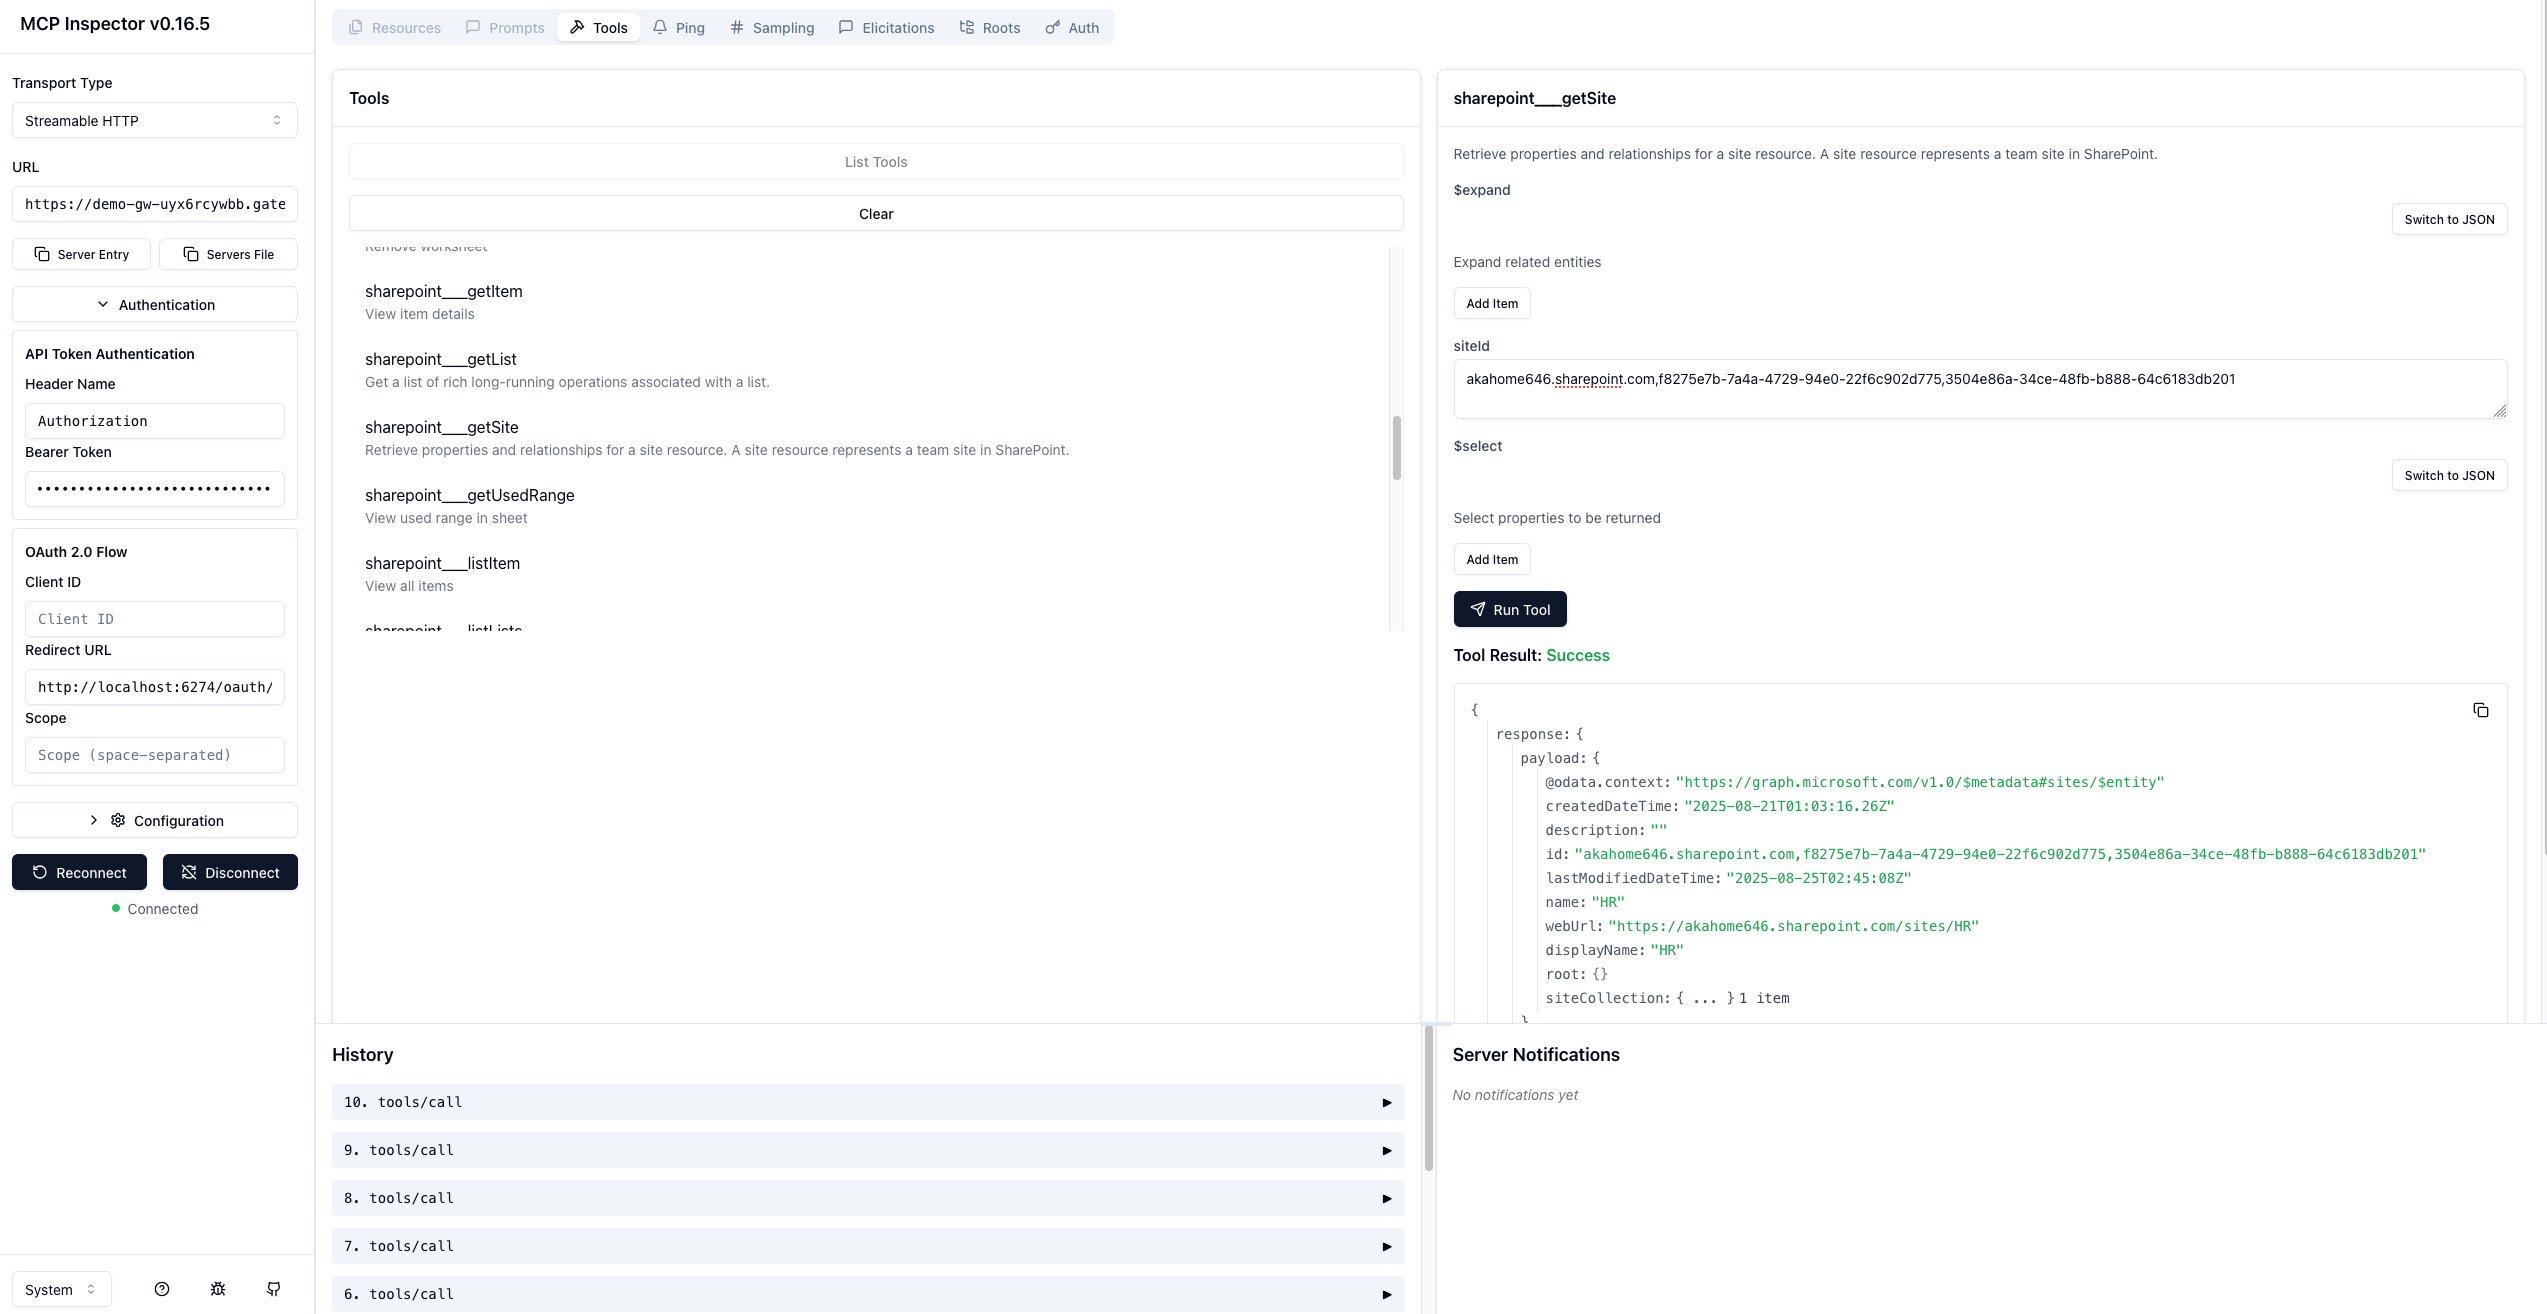 MCP Inspector v0.16.5
Transport Type
Streamable HTTP
URL
https://demo-gw-uyx6rcywbb.gate
Server Entry
Servers File
Authentication
API Token Authentication
Header Name
Authorization
Bearer Token
••••••••••••••••••••••••••••
OAuth 2.0 Flow
Client ID
Client ID
Redirect URL
http://localhost:6274/oauth/
Scope
Scope (space-separated)
Configuration
Reconnect
Disconnect
Connected
System
Resources
Prompts
Tools
Ping
Sampling
Elicitations
Roots
Auth
Tools
List Tools
Clear
Remove worksheet
sharepoint___getItem
View item details
sharepoint___getList
Get a list of rich long-running operations associated with a list.
sharepoint___getSite
Retrieve properties and relationships for a site resource. A site resource represents a team site in SharePoint.
sharepoint___getUsedRange
View used range in sheet
sharepoint___listItem
View all items
sharepoint___listLists
sharepoint___getSite
Retrieve properties and relationships for a site resource. A site resource represents a team site in SharePoint.
$expand
Switch to JSON
Expand related entities
Add Item
siteId
akahome646.sharepoint.com,f8275e7b-7a4a-4729-94e0-22f6c902d775,3504e86a-34ce-48fb-b888-64c6183db201
$select
Switch to JSON
Select properties to be returned
Add Item
Run Tool
Tool Result: Success
{
response: {
payload: {
@odata.context: "https://graph.microsoft.com/v1.0/$metadata#sites/$entity"
createdDateTime: "2025-08-21T01:03:16.26Z"
description: ""
id: "akahome646.sharepoint.com,f8275e7b-7a4a-4729-94e0-22f6c902d775,3504e86a-34ce-48fb-b888-64c6183db201"
lastModifiedDateTime: "2025-08-25T02:45:08Z"
name: "HR"
webUrl: "https://akahome646.sharepoint.com/sites/HR"
displayName: "HR"
root: {}
siteCollection: { ... } 1 item
}
History
10. tools/call
9. tools/call
8. tools/call
7. tools/call
6. tools/call
Server Notifications
No notifications yet